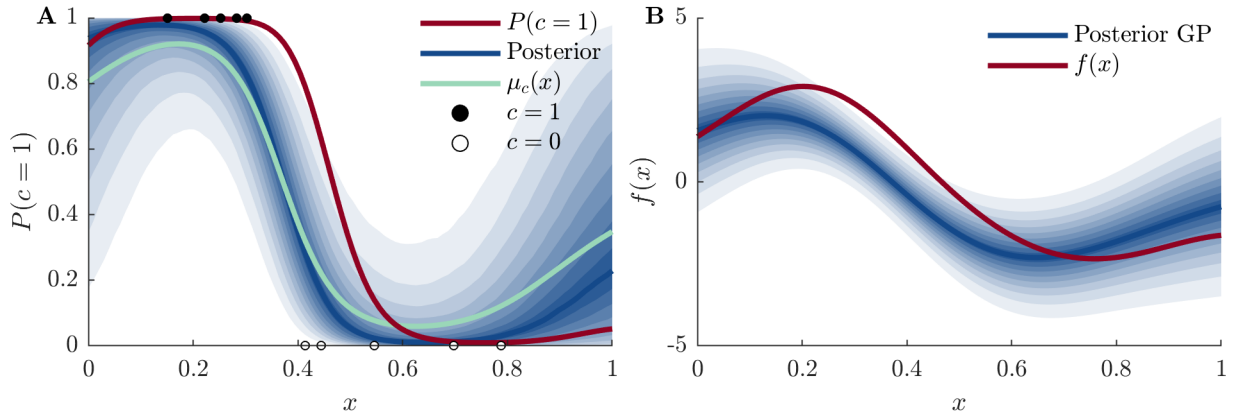 A
1
0.8
0.6
0.4
0.2
0
P(c = 1)
0
0.2
0.4
0.6
0.8
1
x
P(c = 1)
Posterior
μ_c(x)
c = 1
c = 0
B
5
0
-5
f(x)
0
0.2
0.4
0.6
0.8
1
x
Posterior GP
f(x)